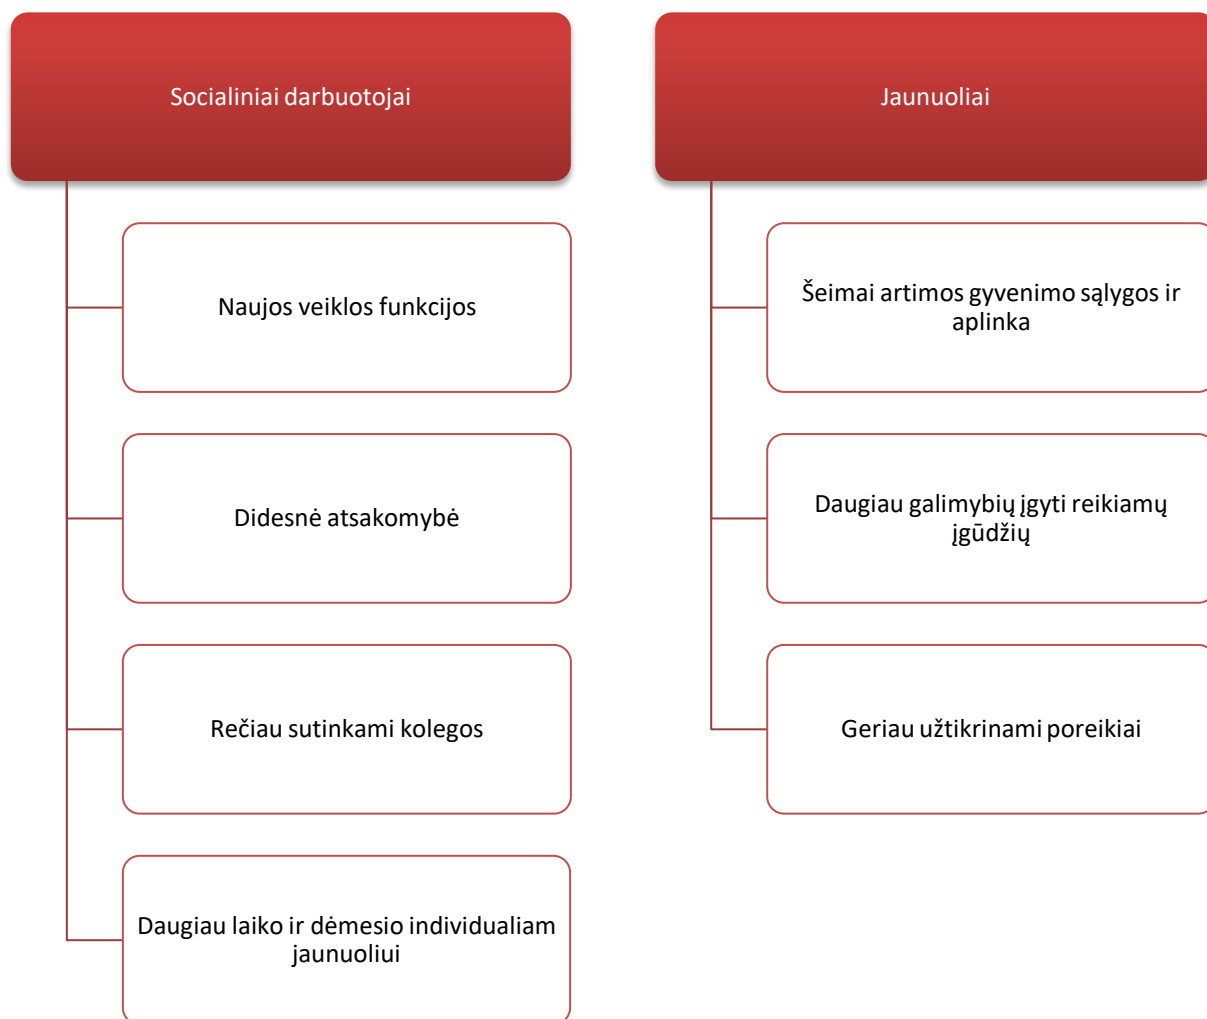 Socialiniai darbuotojai
Naujos veiklos funkcijos
Didesnė atsakomybė
Rečiau sutinkami kolegos
Daugiau laiko ir dėmesio individualiam
jaunuoliui
Jaunuoliai
Šeimai artimos gyvenimo sąlygos ir
aplinka
Daugiau galimybių įgyti reikiamų
įgūdžių
Geriau užtikrinami poreikiai